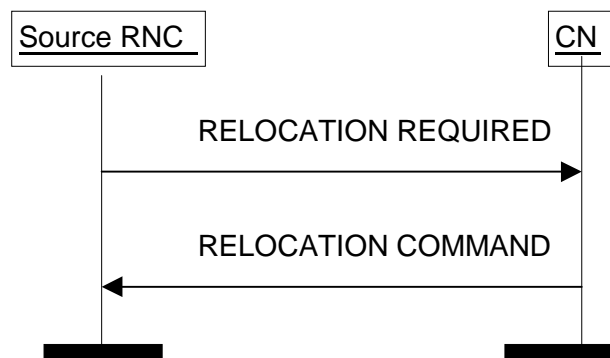 Source RNC
CN
RELOCATION REQUIRED
RELOCATION COMMAND